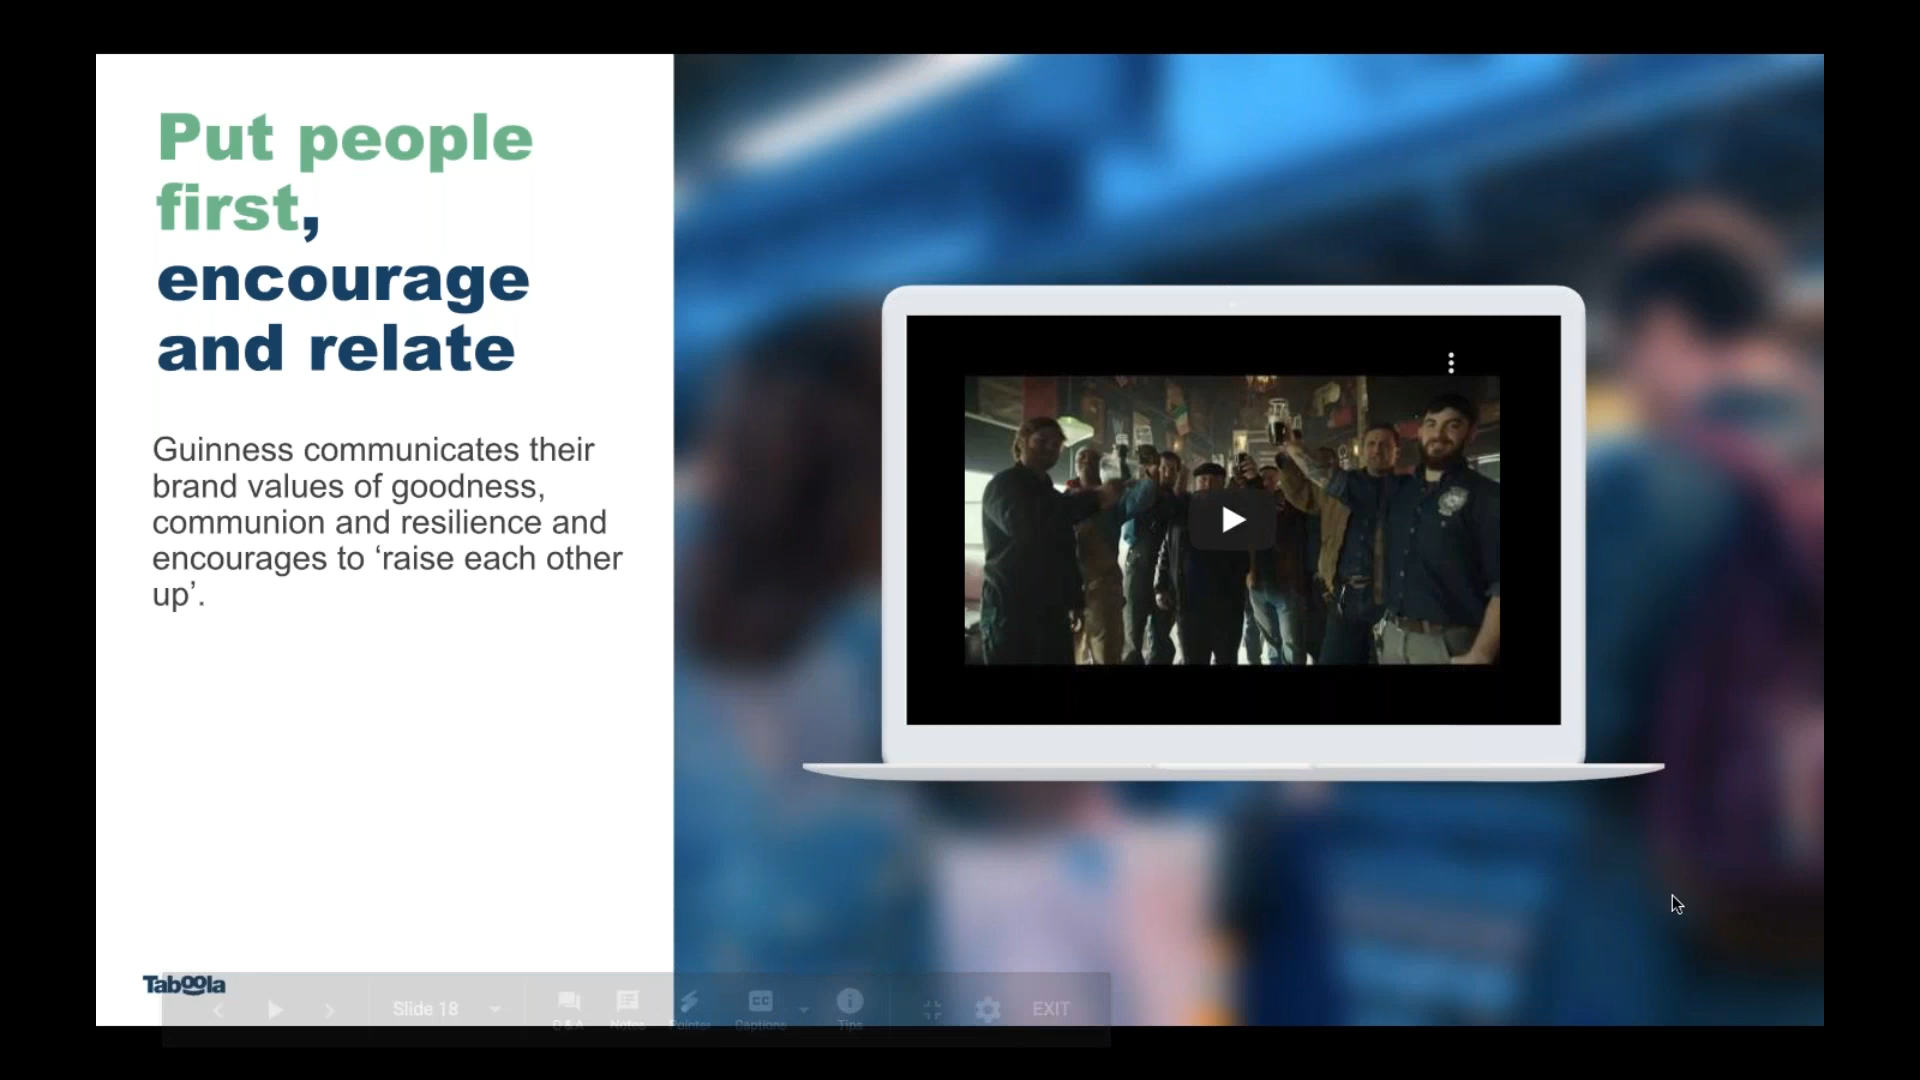 Put people
first,
encourage
and relate
Guinness communicates their
brand values of goodness,
communion and resilience and
encourages to ‘raise each other
up’.
Taboola
Slide 18
Q & A
Notes
Pointer
CC
Captions
Tips
EXIT